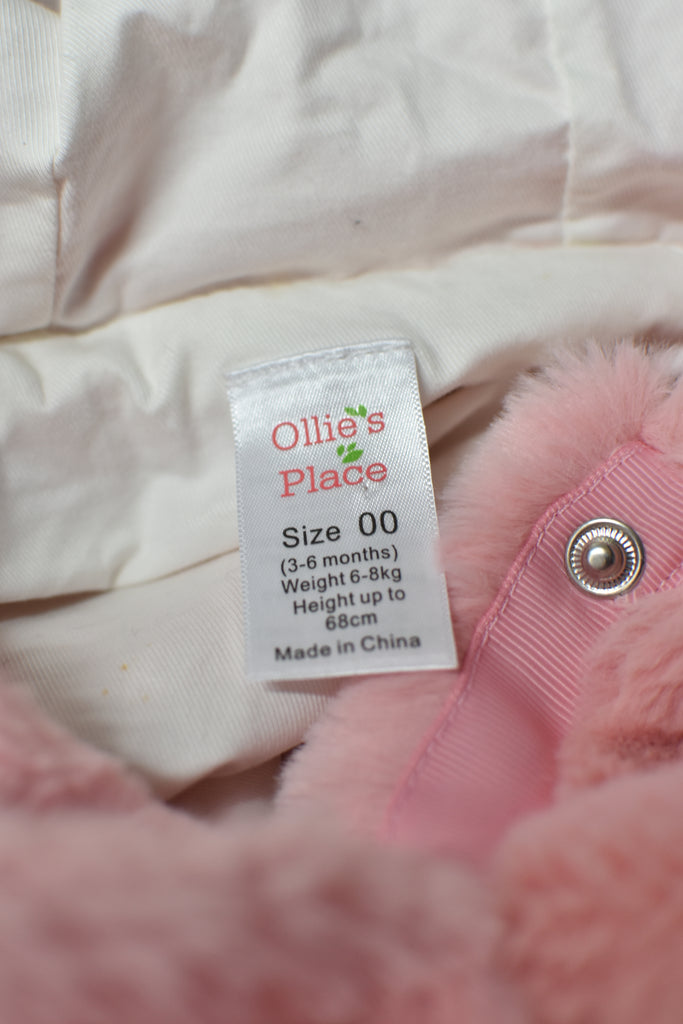 Ollie's
Place
Size 00
(3-6 months)
Weight 6-8kg
Height up to
68cm
Made in China